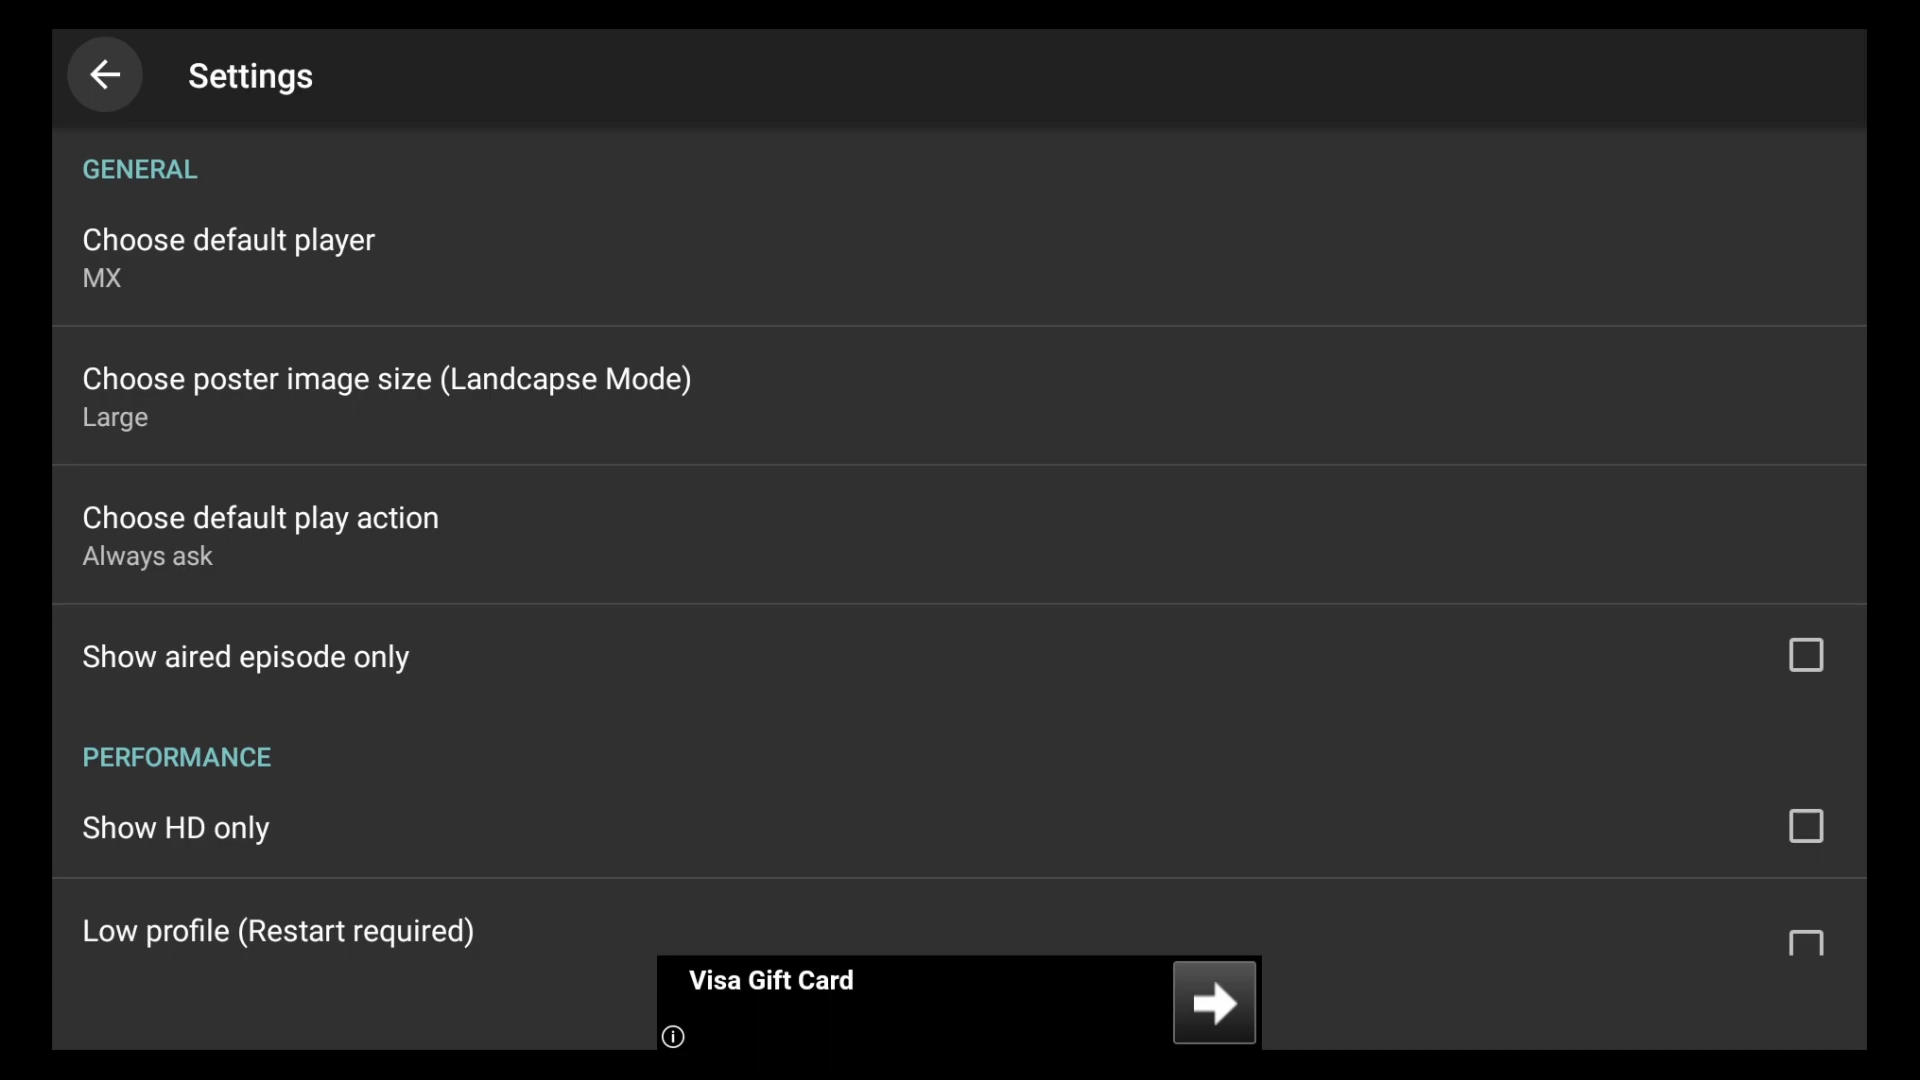 Settings
GENERAL
Choose default player
MX
Choose poster image size (Landcapse Mode)
Large
Choose default play action
Always ask
Show aired episode only
PERFORMANCE
Show HD only
Low profile (Restart required)
Visa Gift Card